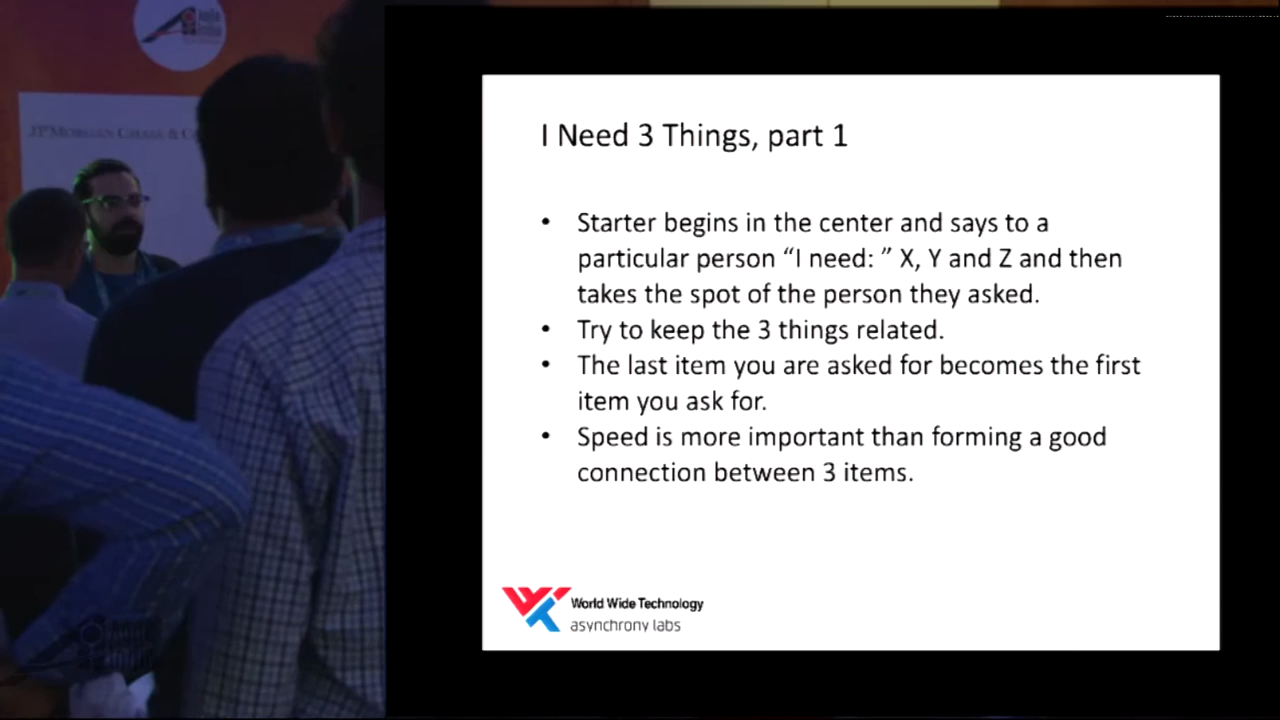 J.P.MORGAN CHASE & C
I Need 3 Things, part 1
• Starter begins in the center and says to a
particular person “I need: ” X, Y and Z and then
takes the spot of the person they asked.
• Try to keep the 3 things related.
• The last item you are asked for becomes the first
item you ask for.
• Speed is more important than forming a good
connection between 3 items.
World Wide Technology
asynchrony labs